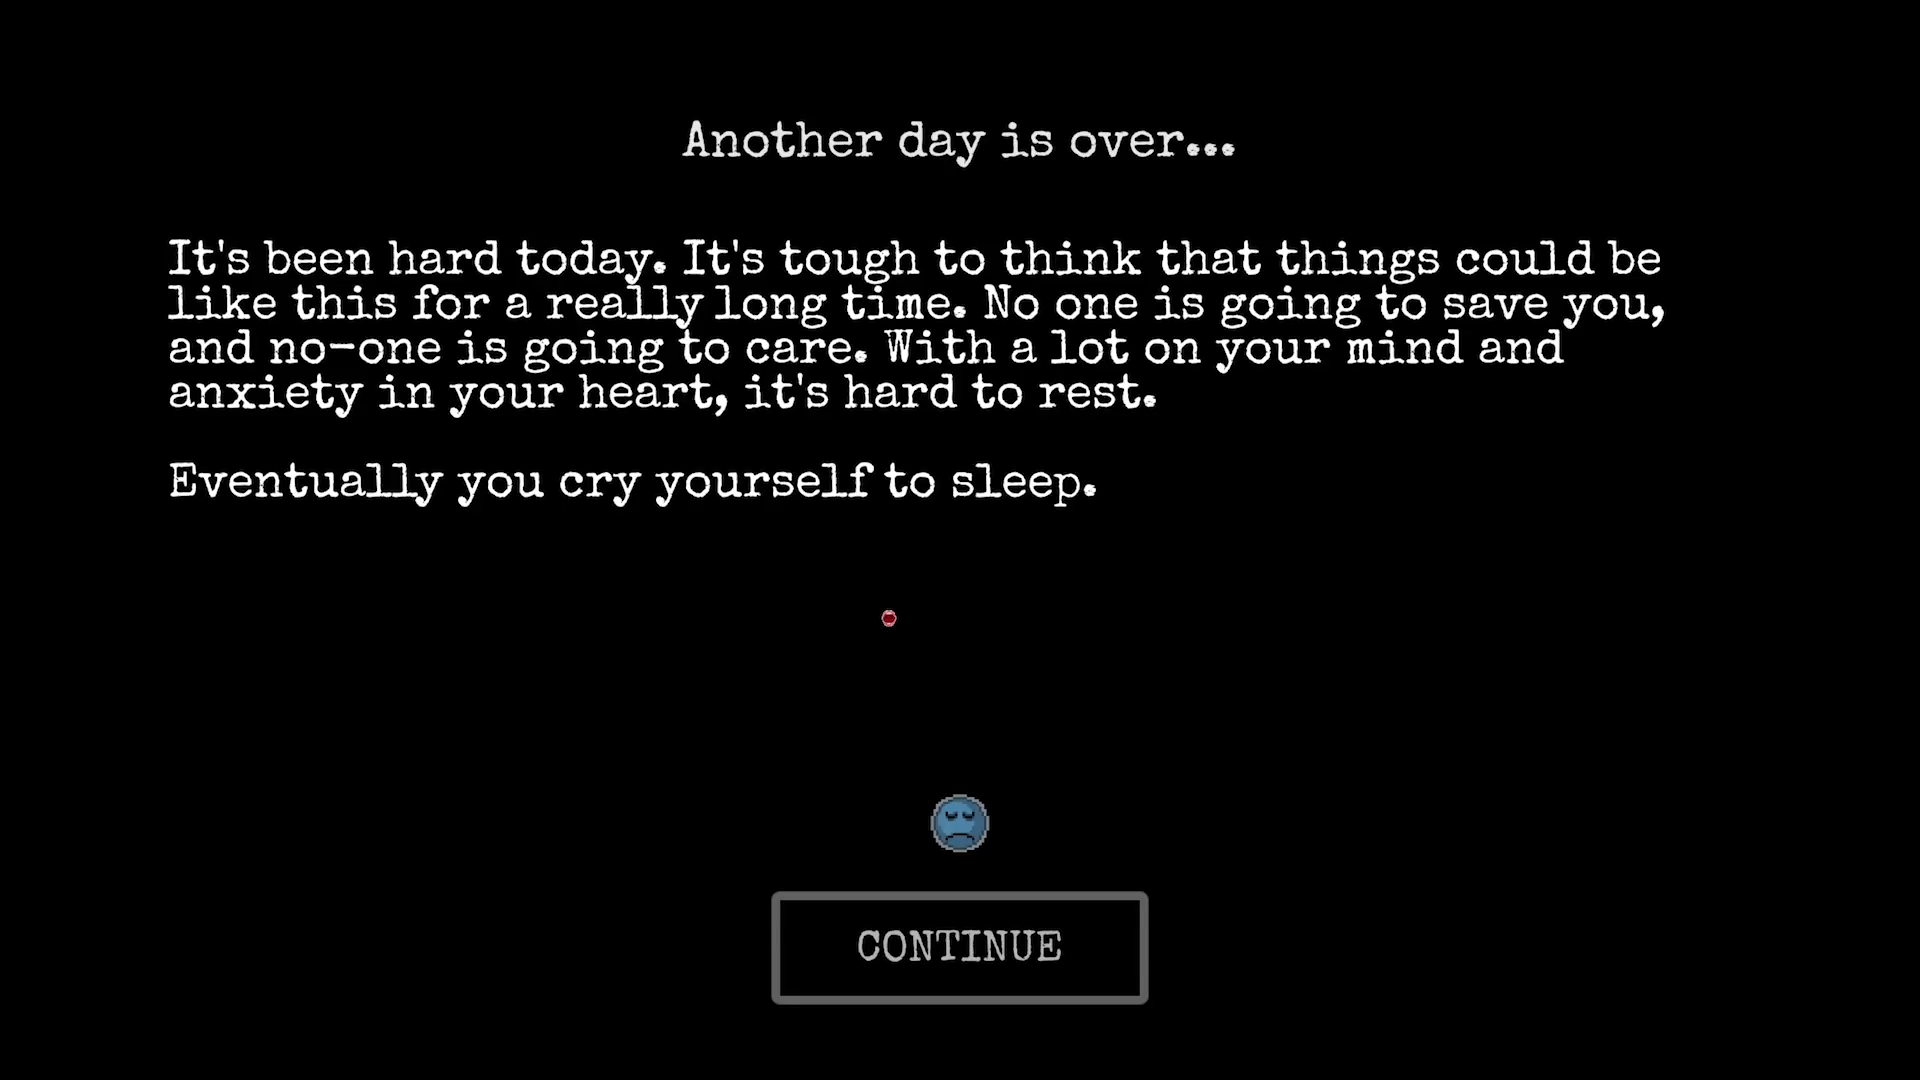 Another day is over...
It's been hard today. It's tough to think that things could be
like this for a really long time. No one is going to save you,
and no-one is going to care. With a lot on your mind and
anxiety in your heart, it's hard to rest.
Eventually you cry yourself to sleep.
CONTINUE